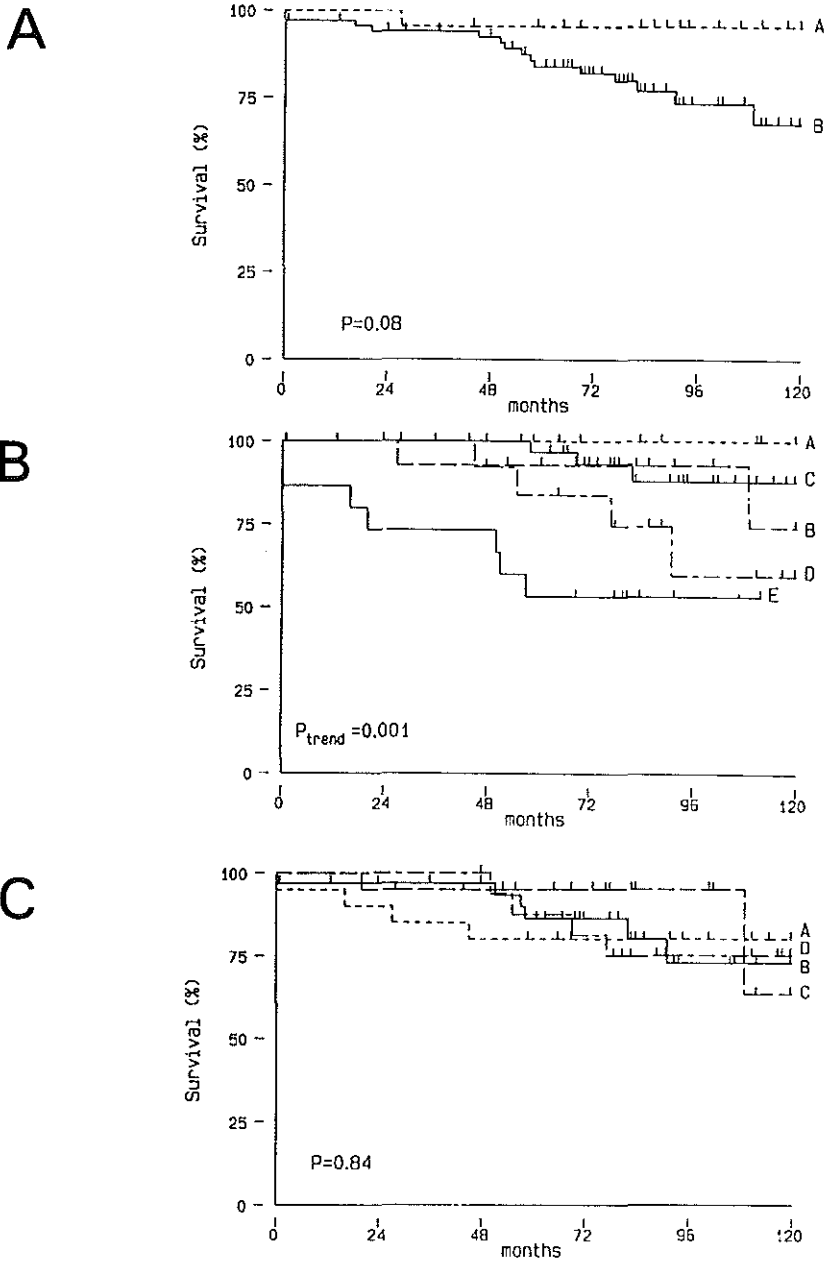 A
100
A
75
B
Survival (%)
50
25
P=0.08
0
0 24 48 72 96 120
months
B
100
A
C
75
B
Survival (%)
D
50
E
25
Ptrend =0.001
0
0 24 48 72 96 120
months
C
100
A
D
75
B
C
Survival (%)
50
25
P=0.84
0
0 24 48 72 96 120
months